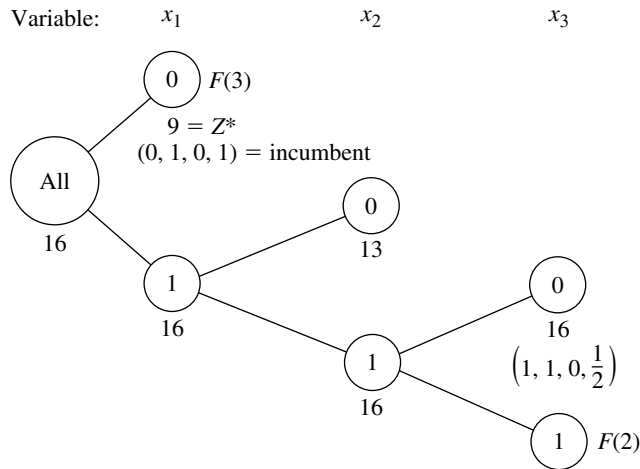 Variable: x₁ x₂ x₃
0 F(3)
9 = Z*
(0, 1, 0, 1) = incumbent
All
16
0
13
1
16
0
16
(1, 1, 0, 1/2)
1
16
1 F(2)